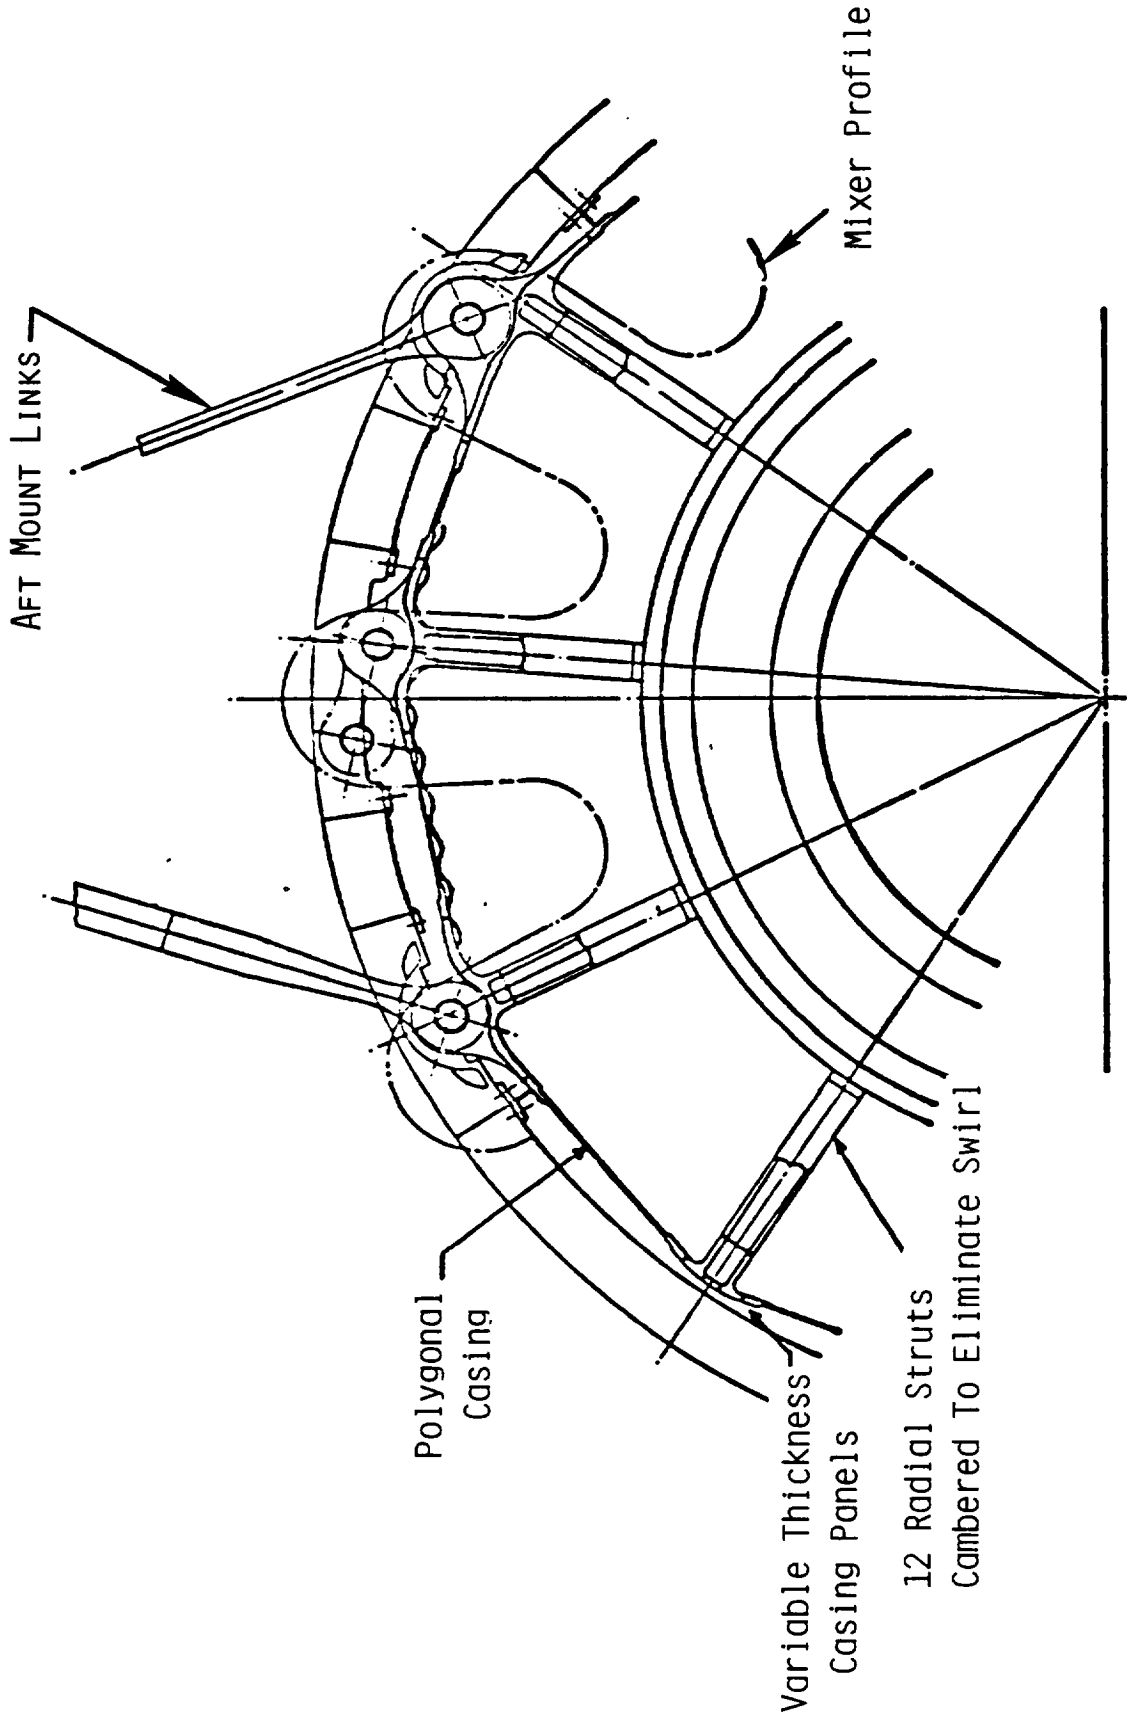 AFT MOUNT LINKS
Mixer Profile
Polygonal
Casing
Variable Thickness
Casing Panels
12 Radial Struts
Cambered To Eliminate Swirl